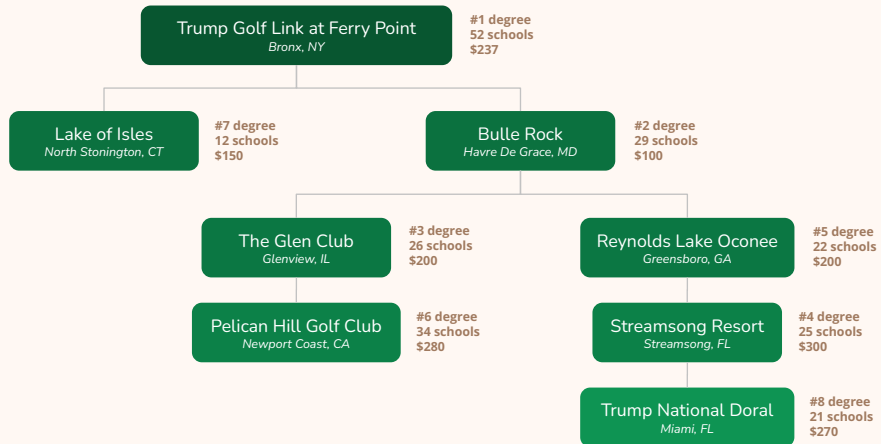 Trump Golf Link at Ferry Point
Bronx, NY
#1 degree
52 schools
$237
Lake of Isles
North Stonington, CT
#7 degree
12 schools
$150
Bulle Rock
Havre De Grace, MD
#2 degree
29 schools
$100
The Glen Club
Glenview, IL
#3 degree
26 schools
$200
Reynolds Lake Oconee
Greensboro, GA
#5 degree
22 schools
$200
Pelican Hill Golf Club
Newport Coast, CA
#6 degree
34 schools
$280
Streamsong Resort
Streamsong, FL
#4 degree
25 schools
$300
Trump National Doral
Miami, FL
#8 degree
21 schools
$270